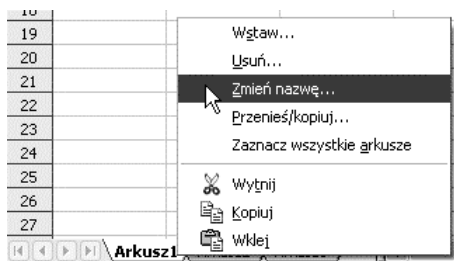 18
19
Wstaw...
20
Usuń...
21
Zmień nazwę...
22
Przenieś/kopiuj...
23
Zaznacz wszystkie arkusze
24
25
Wytnij
26
Kopiuj
27
Wklej
Arkusz1